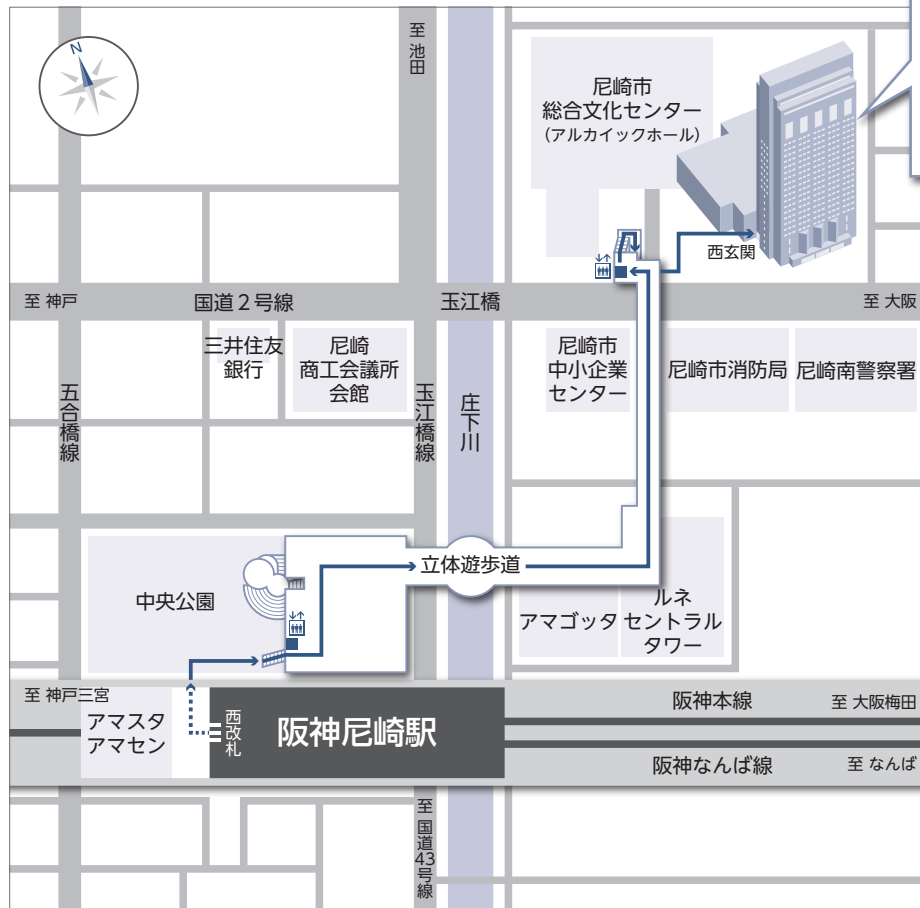 N
至
池
田
尼崎市
総合文化センター
(アルカイックホール)
西玄関
至 神戸
国道２号線
玉江橋
至 大阪
三井住友
銀行
尼崎
商工会議所
会館
尼崎市
中小企業
センター
尼崎市消防局
尼崎南警察署
五合橋線
玉江橋線
庄下川
立体遊歩道
中央公園
アマゴッタ
ルネ
セントラル
タワー
至 神戸三宮
アマスタ
アマセン
西改札
阪神尼崎駅
阪神本線
至 大阪梅田
阪神なんば線
至 なんば
至
国道43号線